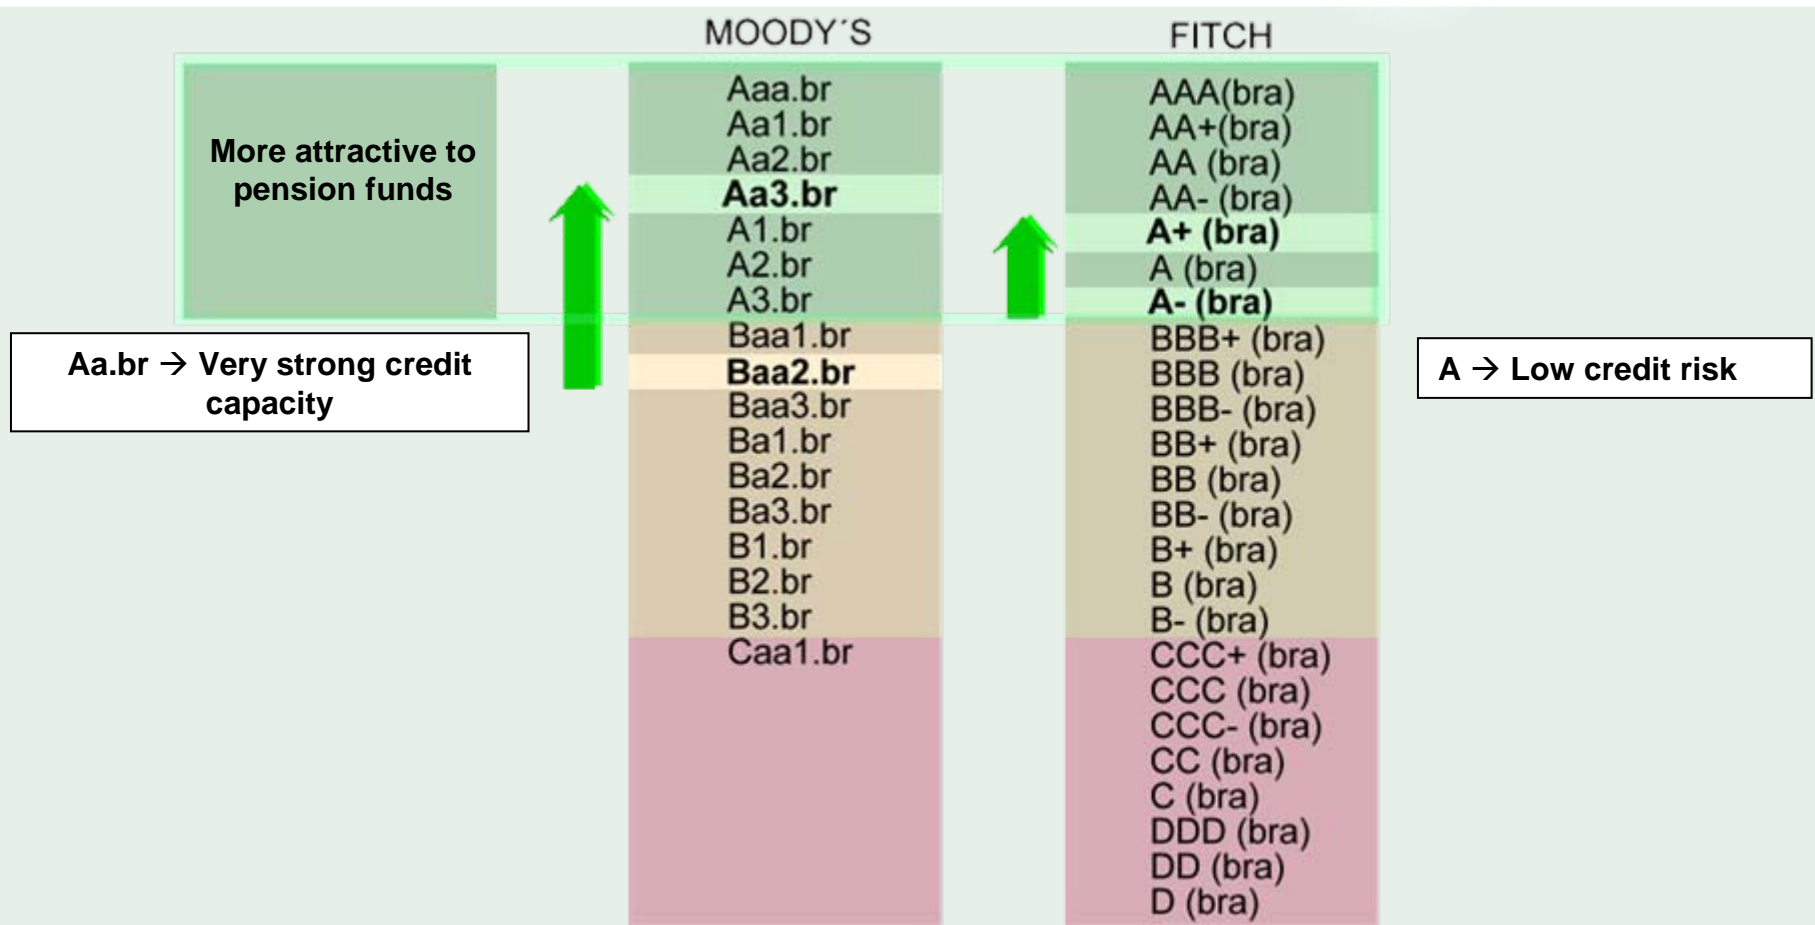 MOODY´S
FITCH
More attractive to
pension funds
Aaa.br
Aa1.br
Aa2.br
Aa3.br
A1.br
A2.br
A3.br
Baa1.br
Baa2.br
Baa3.br
Ba1.br
Ba2.br
Ba3.br
B1.br
B2.br
B3.br
Caa1.br
AAA(bra)
AA+(bra)
AA (bra)
AA- (bra)
A+ (bra)
A (bra)
A- (bra)
BBB+ (bra)
BBB (bra)
BBB- (bra)
BB+ (bra)
BB (bra)
BB- (bra)
B+ (bra)
B (bra)
B- (bra)
CCC+ (bra)
CCC (bra)
CCC- (bra)
CC (bra)
C (bra)
DDD (bra)
DD (bra)
D (bra)
Aa.br → Very strong credit
capacity
A → Low credit risk